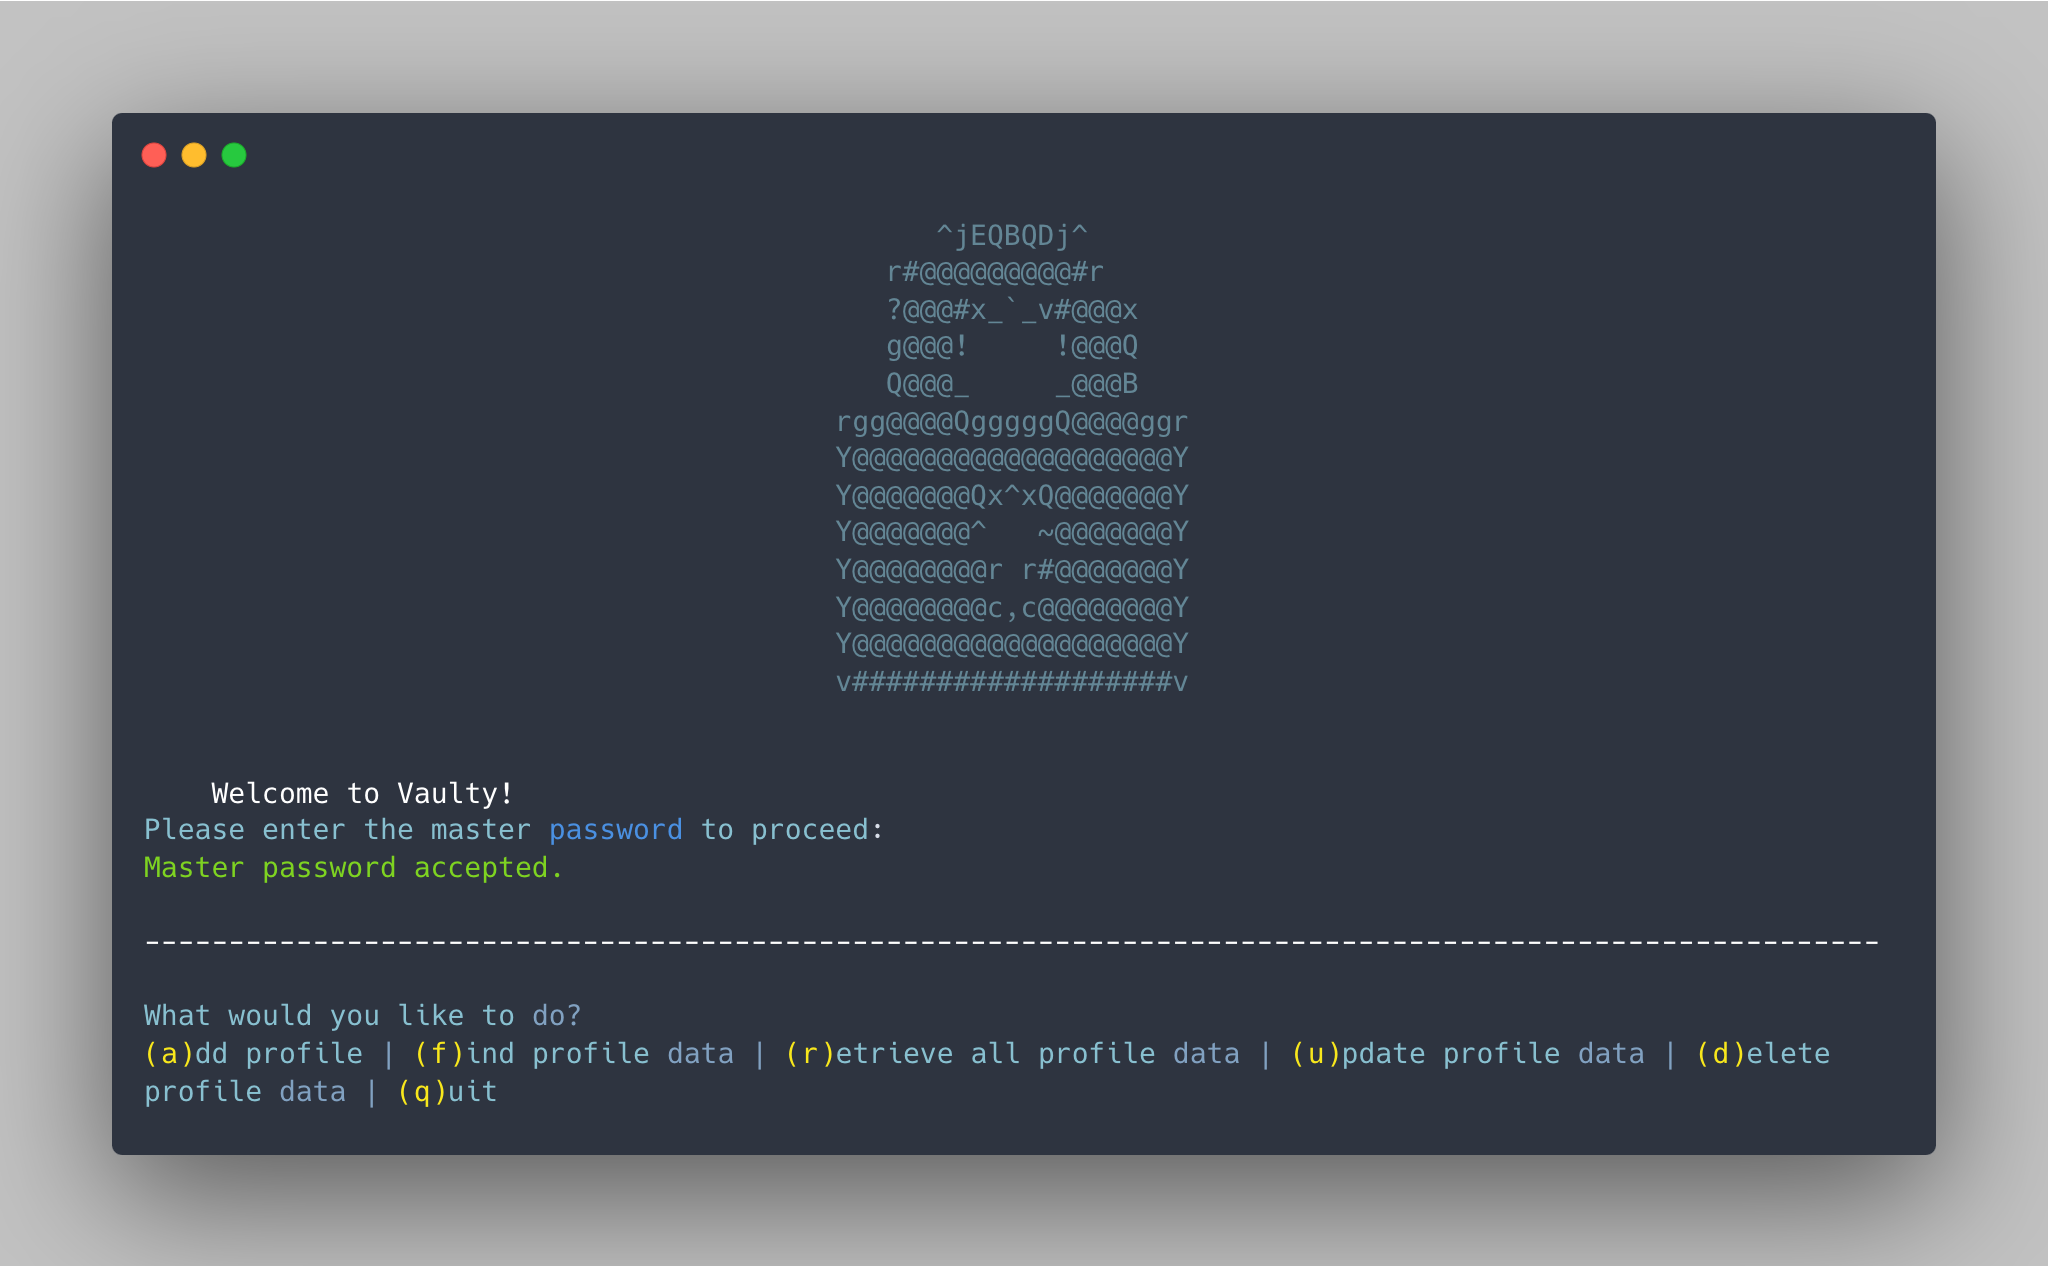 ^jEQBQDj^
r#@@@@@@@@@#r
?@@@#x_`_v#@@@x
g@@@!     !@@@Q
Q@@@_     _@@@B
rgg@@@@QgggggQ@@@@ggr
Y@@@@@@@@@@@@@@@@@@@Y
Y@@@@@@@Qx^xQ@@@@@@@Y
Y@@@@@@@^   ~@@@@@@@Y
Y@@@@@@@@r r#@@@@@@@Y
Y@@@@@@@@c,c@@@@@@@@Y
Y@@@@@@@@@@@@@@@@@@@Y
v###################v
Welcome to Vaulty!
Please enter the master password to proceed:
Master password accepted.
-------------------------------------------------------------------------------------------------------
What would you like to do?
(a)dd profile | (f)ind profile data | (r)etrieve all profile data | (u)pdate profile data | (d)elete
profile data | (q)uit